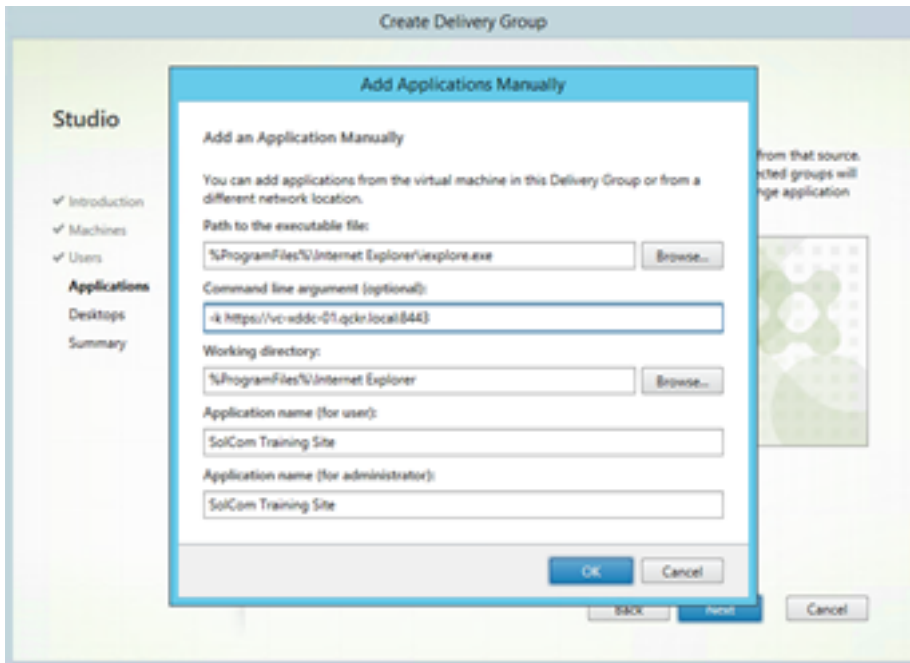 Create Delivery Group
Add Applications Manually
Studio
Introduction
Machines
Users
Applications
Desktops
Summary
Add an Application Manually
You can add applications from the virtual machine in this Delivery Group or from a
different network location.
Path to the executable file:
%ProgramFiles%\Internet Explorer\iexplore.exe
Browse...
Command line argument (optional):
-k https://vc-xddc-01.qckr.local:8443
Working directory:
%ProgramFiles%\Internet Explorer
Browse...
Application name (for user):
SolCom Training Site
Application name (for administrator):
SolCom Training Site
OK
Cancel
from that source.
ected groups will
nge application
Back
Next
Cancel